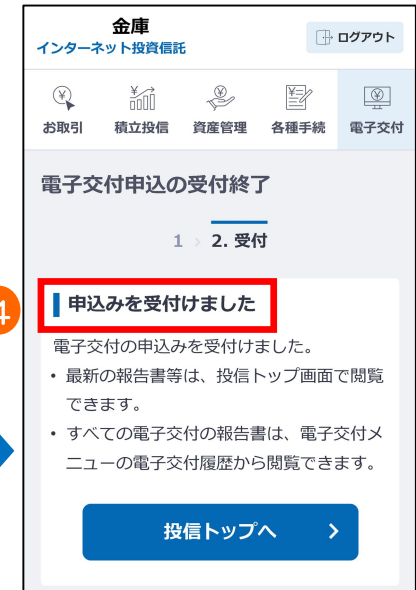 金庫
インターネット投資信託
ログアウト
お取引 積立投信 資産管理 各種手続 電子交付
電子交付申込の受付終了
1 › 2. 受付
4
申込みを受付けました
電子交付の申込みを受付けました。
• 最新の報告書等は、投信トップ画面で閲覧
できます。
• すべての電子交付の報告書は、電子交付メ
ニューの電子交付履歴から閲覧できます。
投信トップへ